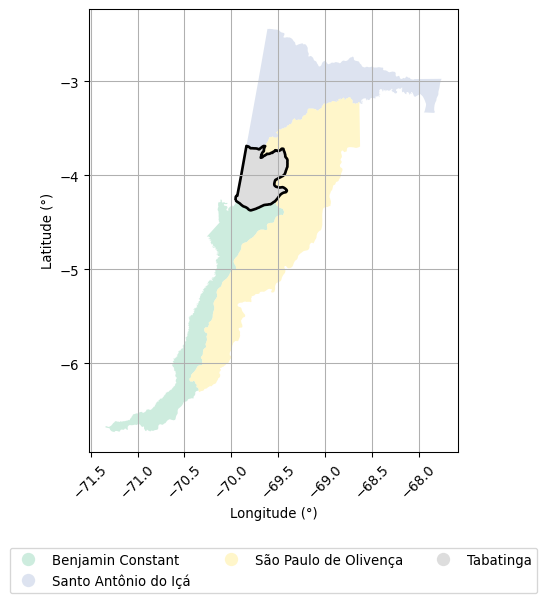 −3
−4
−5
−6
Latitude (°)
−71.5
−71.0
−70.5
−70.0
−69.5
−69.0
−68.5
−68.0
Longitude (°)
Benjamin Constant
Santo Antônio do Içá
São Paulo de Olivença
Tabatinga